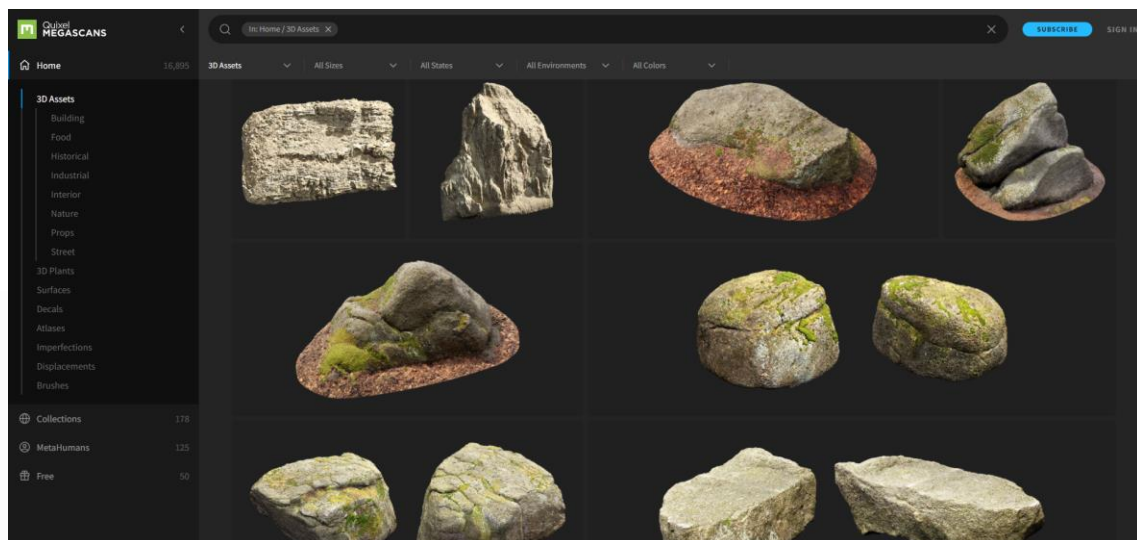 Quixel
MEGASCANS
In: Home / 3D Assets
SUBSCRIBE
SIGN IN
Home 16,895
3D Assets All Sizes All States All Environments All Colors
3D Assets
Building
Food
Historical
Industrial
Interior
Nature
Props
Street
3D Plants
Surfaces
Decals
Atlases
Imperfections
Displacements
Brushes
Collections 178
MetaHumans 125
Free 50